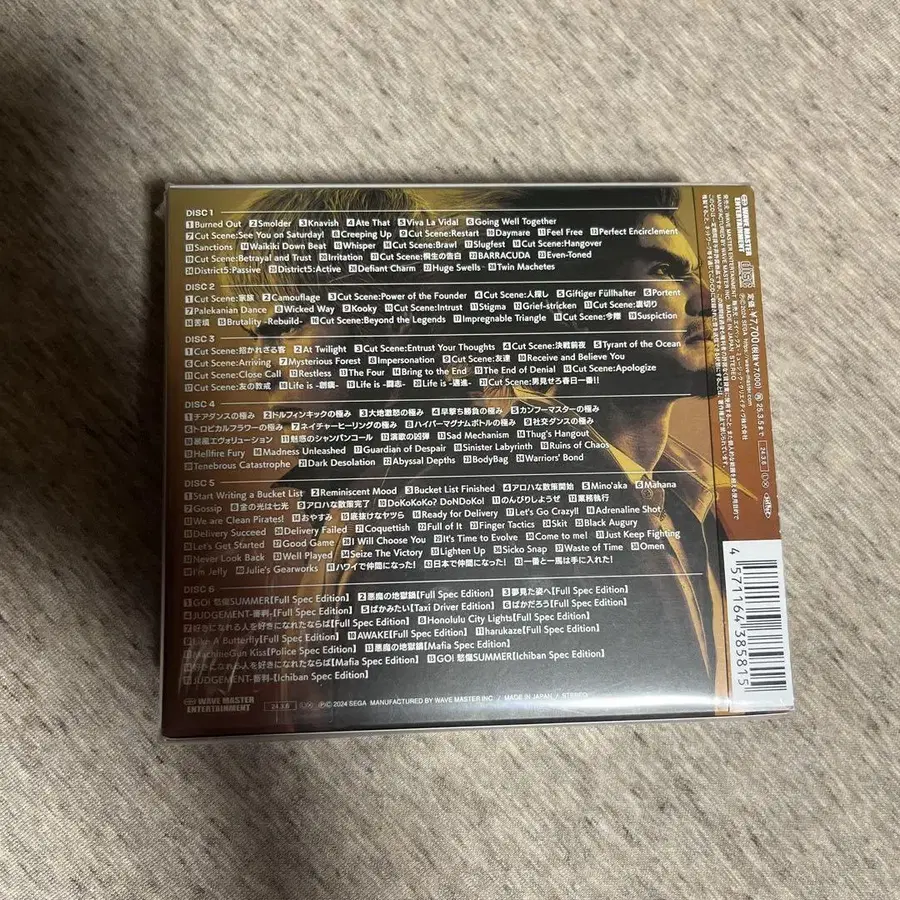 DISC 1
1 Burned Out 2 Smolder 3 Knavish 4 Ate That 5 Viva La Vidal 6 Going Well Together
7 Cut Scene:See You on Saturday! 8 Creeping Up 9 Cut Scene:Restart 10 Daymare 11 Feel Free 12 Perfect Encirclement
13 Sanctions 14 Waikiki Down Beat 15 Whisper 16 Cut Scene:Brawl 17 Slugfest 18 Cut Scene:Hangover
19 Cut Scene:Betrayal and Trust 20 Irritation 21 Cut Scene:桐生の告白 22 BARRACUDA 23 Even-Toned
24 District5:Passive 25 District5:Active 26 Defiant Charm 27 Huge Swells 28 Twin Machetes
DISC 2
1 Cut Scene:家族 2 Camouflage 3 Cut Scene:Power of the Founder 4 Cut Scene:人探し 5 Giftiger Füllhalter 6 Portent
7 Palekanian Dance 8 Wicked Way 9 Kooky 10 Cut Scene:Intrust 11 Stigma 12 Grief-stricken 13 Cut Scene:裏切り
14 苦境 15 Brutality -Rebuild- 16 Cut Scene:Beyond the Legends 17 Impregnable Triangle 18 Cut Scene:今際 19 Suspicion
DISC 3
1 Cut Scene:招かれざる客 2 At Twilight 3 Cut Scene:Entrust Your Thoughts 4 Cut Scene:決戦前夜 5 Tyrant of the Ocean
6 Cut Scene:Arriving 7 Mysterious Forest 8 Impersonation 9 Cut Scene:友達 10 Receive and Believe You
11 Cut Scene:Close Call 12 Restless 13 The Four 14 Bring to the End 15 The End of Denial 16 Cut Scene:Apologize
17 Cut Scene:友の教戒 18 Life is 19 Life is 20 Life is 21 Cut Scene:男見せろ春日一番!!
DISC 4
1 チアダンスの極み 2 ドルフィンキックの極み 3 大地激怒の極み 4 早撃ち勝負の極み 5 カンフーマスターの極み
6 トロピカルフラワーの極み 7 ネイチャーヒーリングの極み 8 ハイパーマグナムボトルの極み 9 社交ダンスの極み
10 暴風エヴォリューション 11 魅惑のシャンパンコール 12 演歌の凶弾 13 Sad Mechanism 14 Thug's Hangout
15 Hellfire Fury 16 Madness Unleashed 17 Guardian of Despair 18 Sinister Labyrinth 19 Ruins of Chaos
20 Tenebrous Catastrophe 21 Dark Desolation 22 Abyssal Depths 23 BodyBag 24 Warriors' Bond
DISC 5
1 Start Writing a Bucket List 2 Reminiscent Mood 3 Bucket List Finished 4 アロハな散策開始 5 Mino'aka 6 Mahana
7 Gossip 8 金の光は七光 9 アロハな散策完了 10 DoKoKoKo? DoNDoKo! 11 のんびりしようぜ 12 業務執行
13 We are Clean Pirates! 14 おやすみ 15 底抜けなヤツら 16 Ready for Delivery 17 Let's Go Crazy!! 18 Adrenaline Shot
19 Delivery Succeed 20 Delivery Failed 21 Coquettish 22 Full of It 23 Finger Tactics 24 Skit 25 Black Augury
26 Let's Get Started 27 Good Game 28 I Will Choose You 29 It's Time to Evolve 30 Come to me! 31 Just Keep Fighting
32 Never Look Back 33 Well Played 34 Seize The Victory 35 Lighten Up 36 Sicko Snap 37 Waste of Time 38 Omen
39 I'm Jelly 40 Julie's Gearworks 41 ハワイで仲間になった! 42 日本で仲間になった! 43 一番と一馬は手に入れた!
DISC 6
1 GO! 悲傷SUMMER[Full Spec Edition] 2 悪魔の地獄鍋[Full Spec Edition] 3 夢見た姿へ[Full Spec Edition]
4 JUDGEMENT-審判-[Full Spec Edition] 5 ばかみたい[Taxi Driver Edition] 6 ばかだろう[Full Spec Edition]
7 好きになれる人を好きになれたならば[Full Spec Edition] 8 Honolulu City Lights[Full Spec Edition]
9 Like A Butterfly[Full Spec Edition] 10 AWAKE[Full Spec Edition] 11 harukaze[Full Spec Edition]
12 MachineGun Kiss[Police Spec Edition] 13 悪魔の地獄鍋[Mafia Spec Edition]
14 好きになれる人を好きになれたならば[Mafia Spec Edition] 15 GO! 悲傷SUMMER[Ichiban Spec Edition]
16 JUDGEMENT-審判-[Ichiban Spec Edition]
WAVE MASTER
ENTERTAINMENT
24.3.6
℗© 2024 SEGA MANUFACTURED BY WAVE MASTER INC. / MADE IN JAPAN • STEREO
WAVE MASTER
ENTERTAINMENT
定価:¥7,700(税抜¥7,000)
25.3.5まで
24.3.6
4 571164 385815